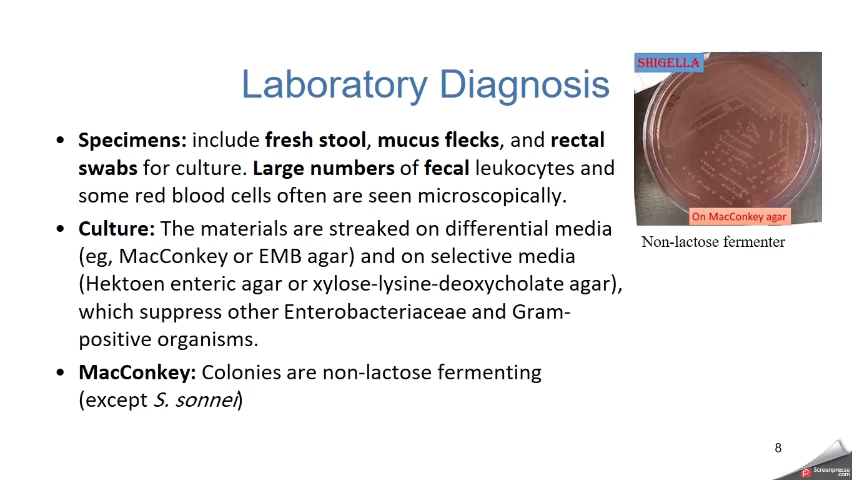 Laboratory Diagnosis
• Specimens: include fresh stool, mucus flecks, and rectal
swabs for culture. Large numbers of fecal leukocytes and
some red blood cells often are seen microscopically.
• Culture: The materials are streaked on differential media
(eg, MacConkey or EMB agar) and on selective media
(Hektoen enteric agar or xylose-lysine-deoxycholate agar),
which suppress other Enterobacteriaceae and Gram-
positive organisms.
• MacConkey: Colonies are non-lactose fermenting
(except S. sonnei)
SHIGELLA
On MacConkey agar
Non-lactose fermenter
8
Screenpresso
.com